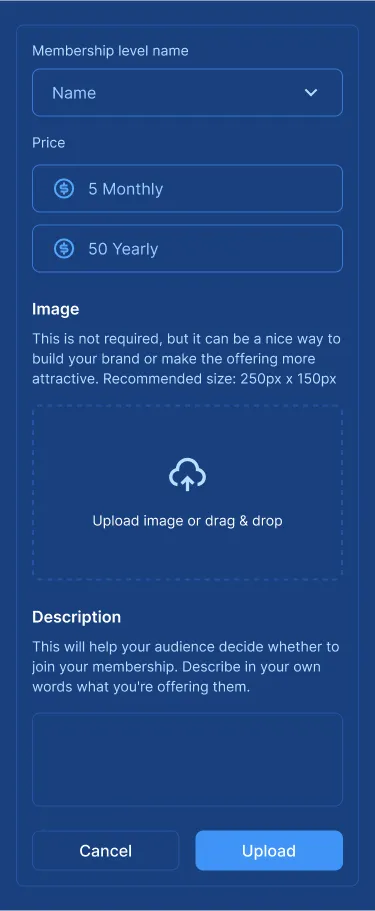 Membership level name
Name
Price
5 Monthly
50 Yearly
Image
This is not required, but it can be a nice way to
build your brand or make the offering more
attractive. Recommended size: 250px x 150px
Upload image or drag & drop
Description
This will help your audience decide whether to
join your membership. Describe in your own
words what you're offering them.
Cancel
Upload